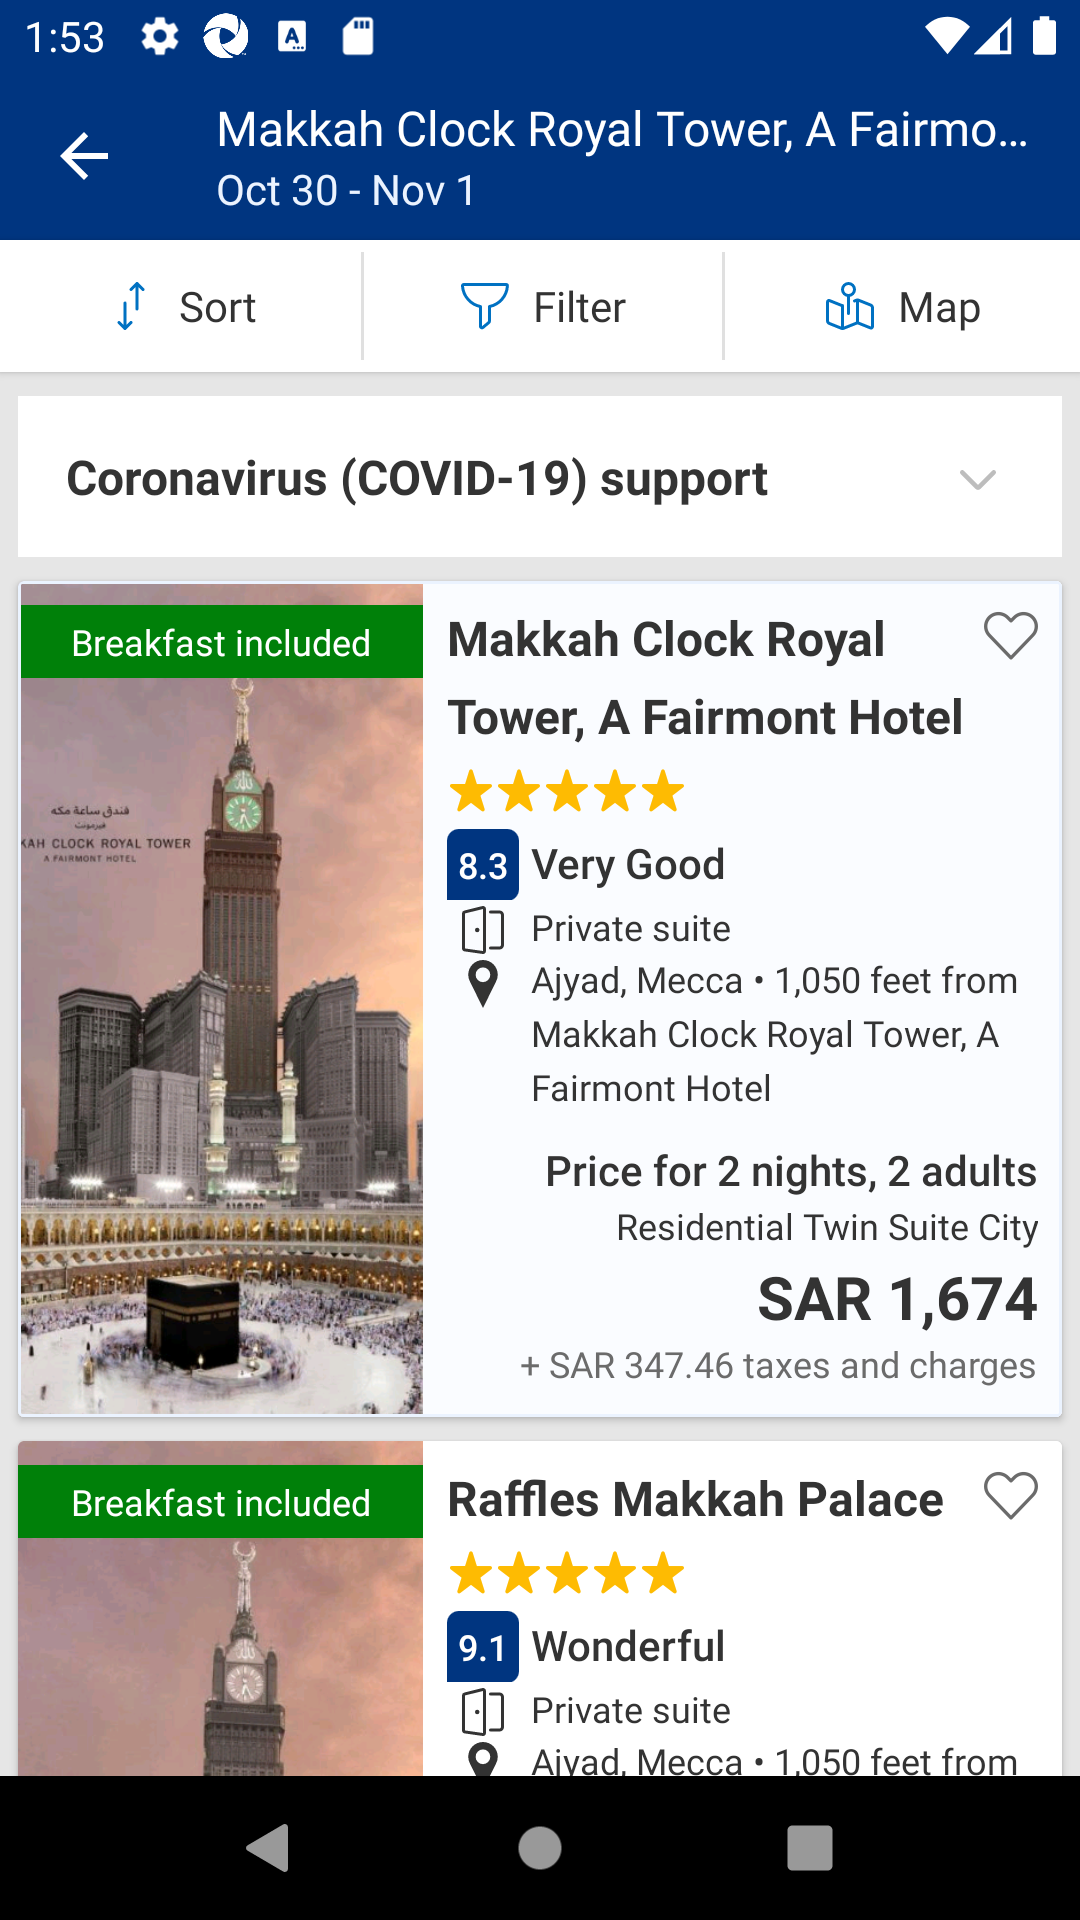 1:53
Makkah Clock Royal Tower, A Fairmo...
Oct 30 - Nov 1
Sort
Filter
Map
Coronavirus (COVID-19) support
Breakfast included
فندق ساعة مكه
فيرمونت
KAH CLOCK ROYAL TOWER
A FAIRMONT HOTEL
Makkah Clock Royal
Tower, A Fairmont Hotel
8.3 Very Good
Private suite
Ajyad, Mecca • 1,050 feet from
Makkah Clock Royal Tower, A
Fairmont Hotel
Price for 2 nights, 2 adults
Residential Twin Suite City
SAR 1,674
+ SAR 347.46 taxes and charges
Breakfast included
Raffles Makkah Palace
9.1 Wonderful
Private suite
Ajyad, Mecca • 1,050 feet from